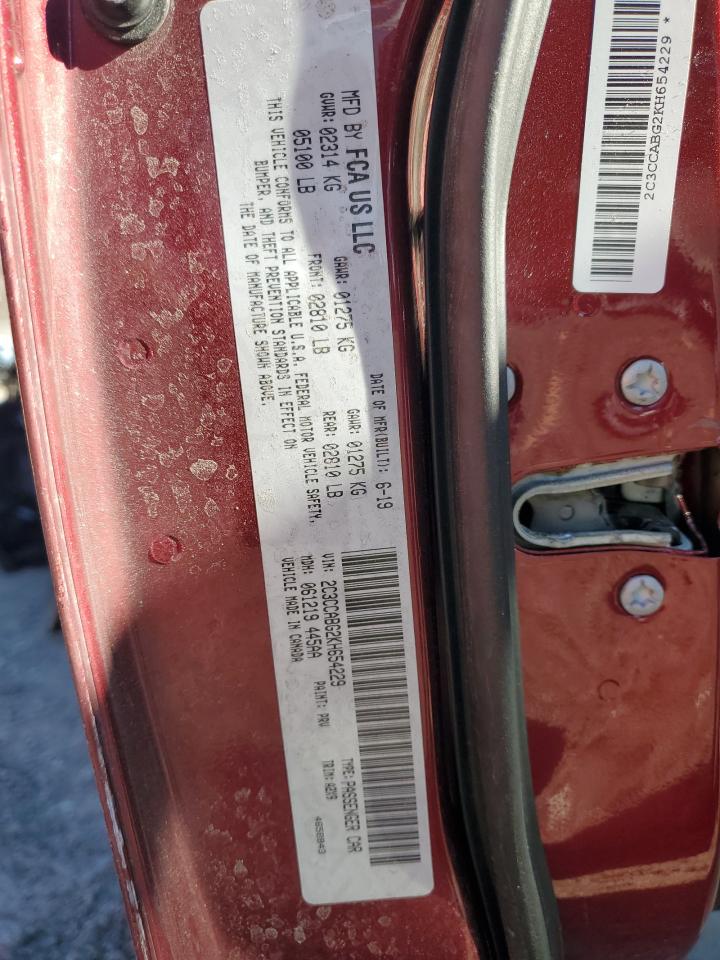 MFD BY FCA US LLC
DATE OF MFR(BUILT): 6-19
GVWR: 02314 KG GAWR: 01275 KG GAWR: 01275 KG
05100 LB FRONT: 02810 LB REAR: 02810 LB
THIS VEHICLE CONFORMS TO ALL APPLICABLE U.S.A. FEDERAL MOTOR VEHICLE SAFETY,
BUMPER, AND THEFT PREVENTION STANDARDS IN EFFECT ON
THE DATE OF MANUFACTURE SHOWN ABOVE.
VIN: 2C3CCABG2KH654229
TYPE: PASSENGER CAR
MDH: 061219 445AA
PAINT: PRV
TRIM: H2X9
VEHICLE MADE IN CANADA
2C3CCABG2KH654229 *